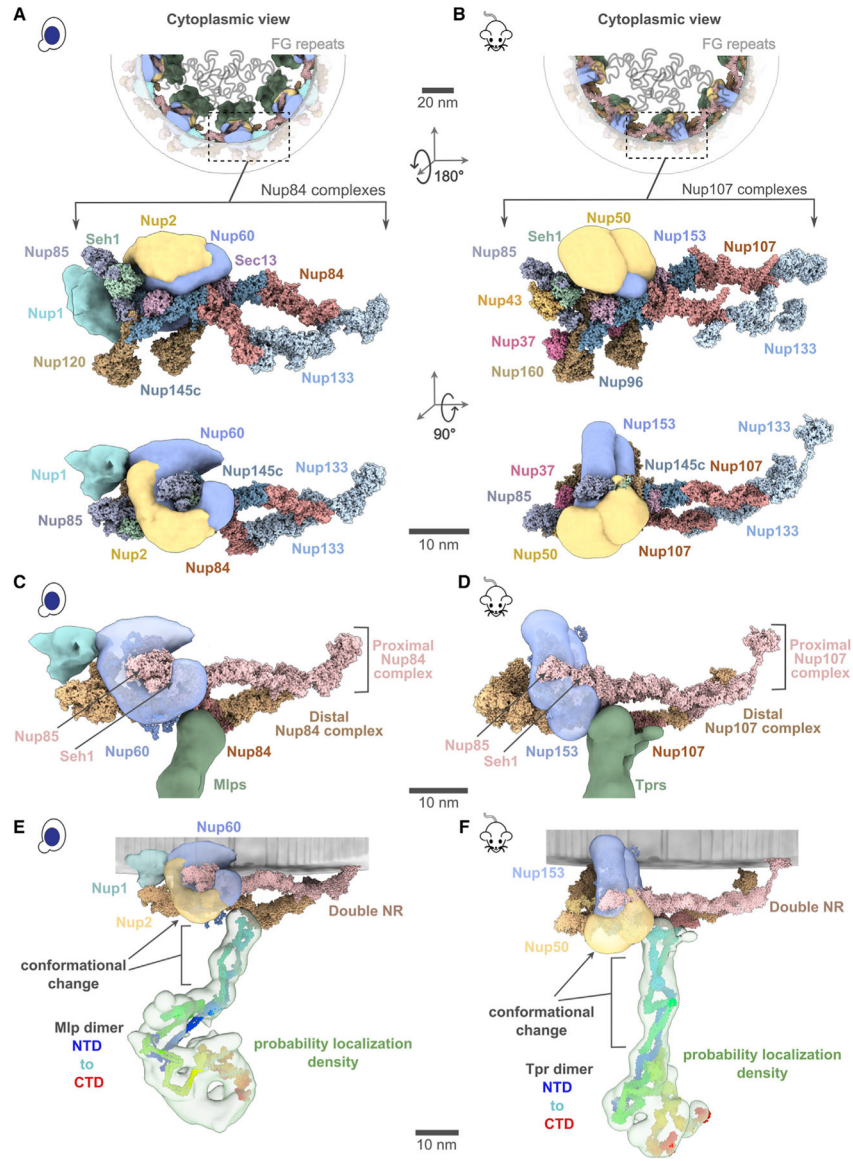 A
Cytoplasmic view
FG repeats
B
Cytoplasmic view
FG repeats
20 nm
180°
Nup84 complexes
Nup107 complexes
Nup2
Seh1
Nup60
Nup85
Sec13
Nup84
Nup1
Nup120
Nup133
Nup145c
Nup50
Seh1
Nup153
Nup85
Nup107
Nup43
Nup37
Nup133
Nup160
Nup96
90°
Nup60
Nup1
Nup145c
Nup133
Nup85
Nup2
Nup133
Nup84
10 nm
Nup153
Nup133
Nup37
Nup145c
Nup107
Nup85
Nup133
Nup50
Nup107
C
Proximal
Nup84
complex
Distal
Nup84 complex
Nup85
Nup60
Nup84
Seh1
Mlps
D
Proximal
Nup107
complex
Distal
Nup107 complex
Nup85
Nup153
Nup107
Seh1
Tprs
10 nm
E
Nup60
Nup1
Nup2
Double NR
conformational
change
Mlp dimer
NTD
to
CTD
probability localization
density
F
Nup153
Double NR
Nup50
conformational
change
probability localization
density
Tpr dimer
NTD
to
CTD
10 nm